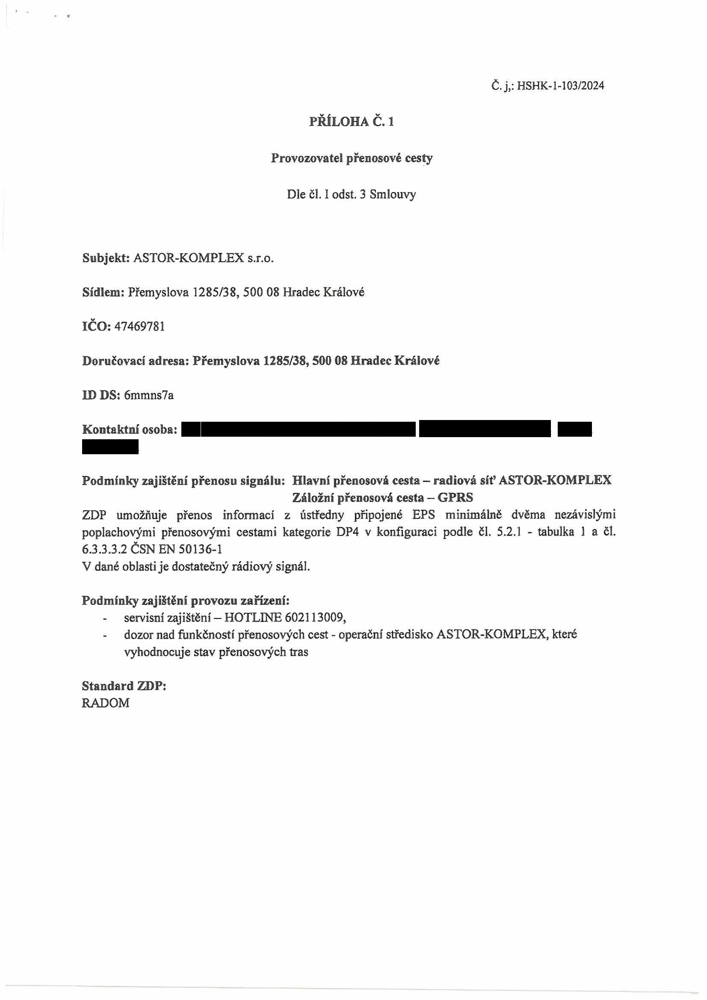 Č. j,: HSHK-1-103/2024
PŘÍLOHA Č. 1
Provozovatel přenosové cesty
Dle čl. I odst. 3 Smlouvy
Subjekt: ASTOR-KOMPLEX s.r.o.
Sídlem: Přemyslova 1285/38, 500 08 Hradec Králové
IČO: 47469781
Doručovací adresa: Přemyslova 1285/38, 500 08 Hradec Králové
ID DS: 6mmns7a
Kontaktní osoba:
Podmínky zajištění přenosu signálu: Hlavní přenosová cesta – radiová síť ASTOR-KOMPLEX
Záložní přenosová cesta – GPRS
ZDP umožňuje přenos informací z ústředny připojené EPS minimálně dvěma nezávislými
poplachovými přenosovými cestami kategorie DP4 v konfiguraci podle čl. 5.2.1 - tabulka 1 a čl.
6.3.3.3.2 ČSN EN 50136-1
V dané oblasti je dostatečný rádiový signál.
Podmínky zajištění provozu zařízení:
- servisní zajištění – HOTLINE 602113009,
- dozor nad funkčností přenosových cest - operační středisko ASTOR-KOMPLEX, které
vyhodnocuje stav přenosových tras
Standard ZDP:
RADOM